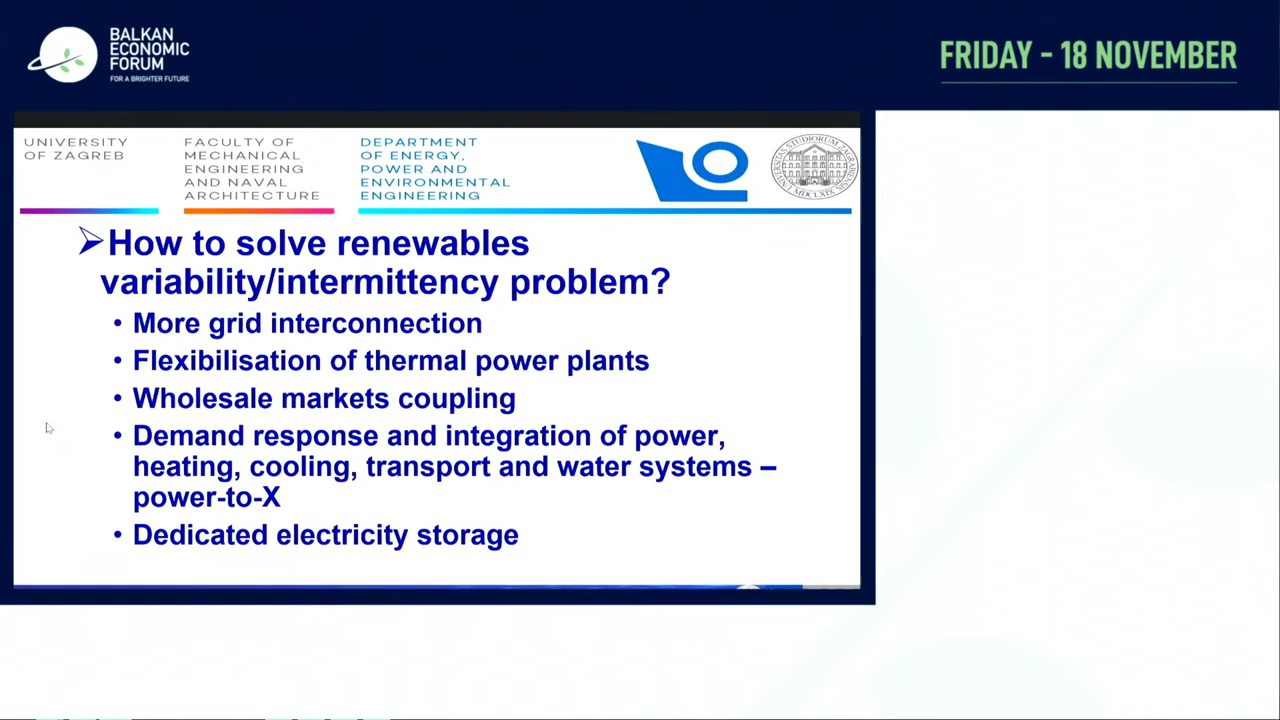 BALKAN
ECONOMIC
FORUM
FOR A BRIGHTER FUTURE
FRIDAY - 18 NOVEMBER
UNIVERSITY
OF ZAGREB
FACULTY OF
MECHANICAL
ENGINEERING
AND NAVAL
ARCHITECTURE
DEPARTMENT
OF ENERGY,
POWER AND
ENVIRONMENTAL
ENGINEERING
➢How to solve renewables
variability/intermittency problem?
• More grid interconnection
• Flexibilisation of thermal power plants
• Wholesale markets coupling
• Demand response and integration of power,
heating, cooling, transport and water systems –
power-to-X
• Dedicated electricity storage